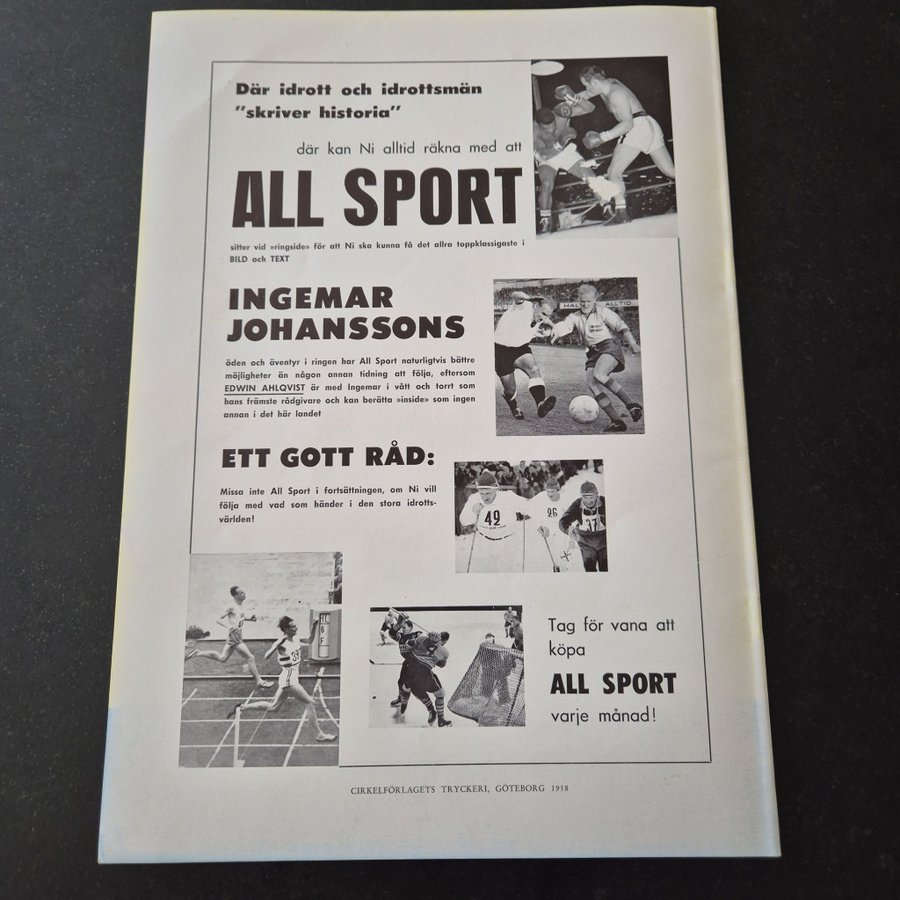 Där idrott och idrottsmän
"skriver historia"
där kan Ni alltid räkna med att
ALL SPORT
sitter vid »ringside» för att Ni ska kunna få det allra toppklassigaste i
BILD och TEXT
INGEMAR
JOHANSSONS
öden och äventyr i ringen har All Sport naturligtvis bättre
möjligheter än någon annan tidning att följa, eftersom
EDWIN AHLQVIST är med Ingemar i vått och torrt som
hans främste rådgivare och kan berätta »inside» som ingen
annan i det här landet
HALV
ALLTID
ETT GOTT RÅD:
Missa inte All Sport i fortsättningen, om Ni vill
följa med vad som händer i den stora idrotts-
världen!
42
26
37
Tag för vana att
köpa
ALL SPORT
varje månad!
CIRKELFÖRLAGETS TRYCKERI, GÖTEBORG 1958